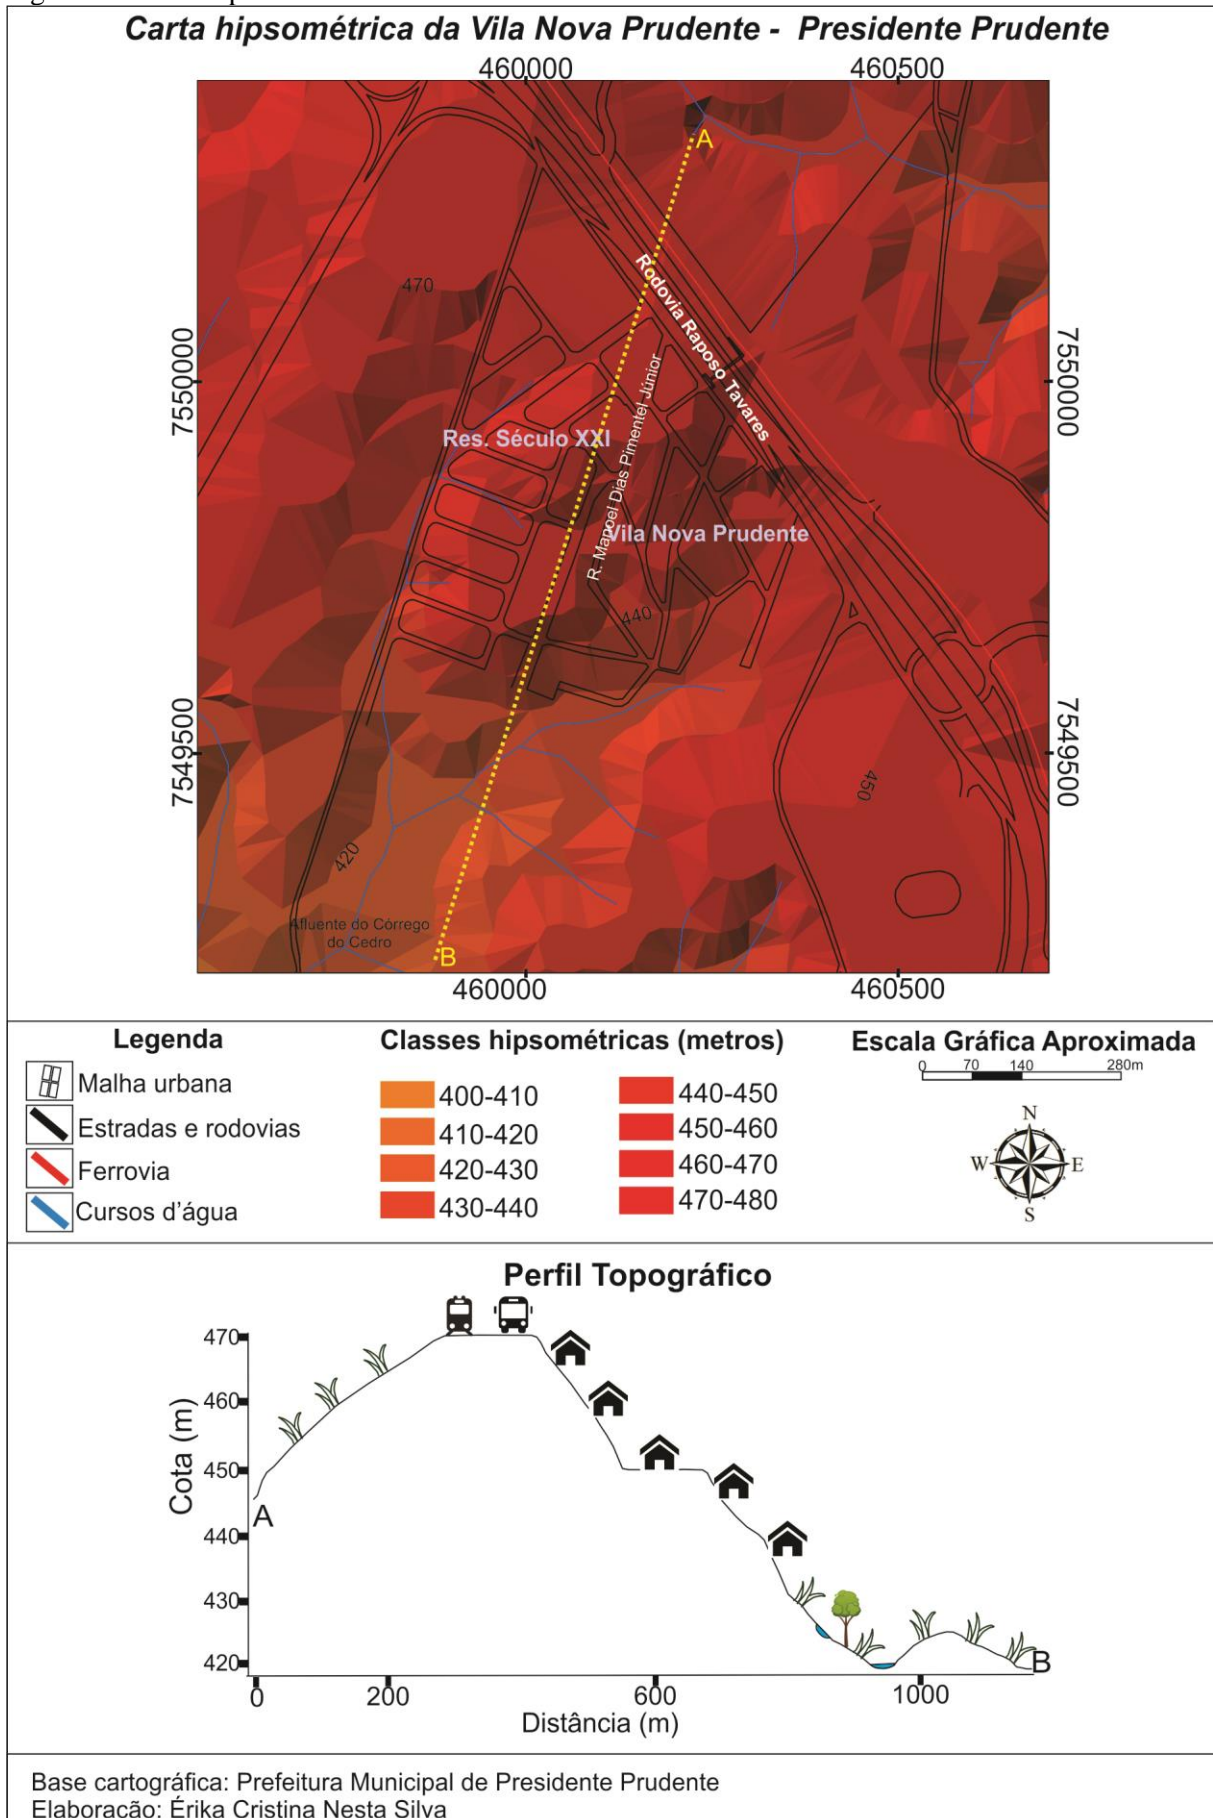 Carta hipsométrica da Vila Nova Prudente - Presidente Prudente
460000
460500
A
Rodovia Raposo Tavares
470
7550000
7550000
R. Manoel Dias Pimentel Júnior
Res. Século XXI
Vila Nova Prudente
440
7549500
7549500
450
420
Afluente do Córrego
do Cedro
B
460000
460500
Legenda
Malha urbana
Estradas e rodovias
Ferrovia
Cursos d'água
Classes hipsométricas (metros)
400-410
410-420
420-430
430-440
440-450
450-460
460-470
470-480
Escala Gráfica Aproximada
0 70 140 280m
N
W E
S
Perfil Topográfico
470
460
450
440
430
420
Cota (m)
A
B
0 200 600 1000
Distância (m)
Base cartográfica: Prefeitura Municipal de Presidente Prudente
Elaboração: Érika Cristina Nesta Silva